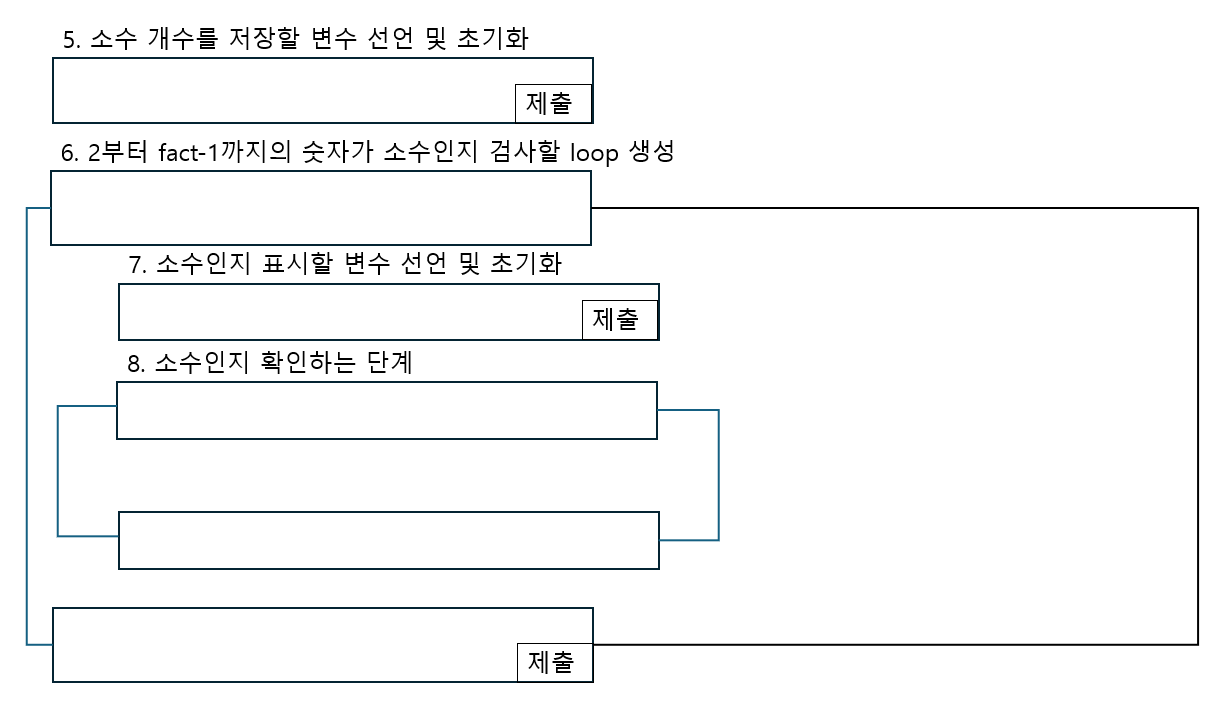 5. 소수 개수를 저장할 변수 선언 및 초기화
제출
6. 2부터 fact-1까지의 숫자가 소수인지 검사할 loop 생성
7. 소수인지 표시할 변수 선언 및 초기화
제출
8. 소수인지 확인하는 단계
제출